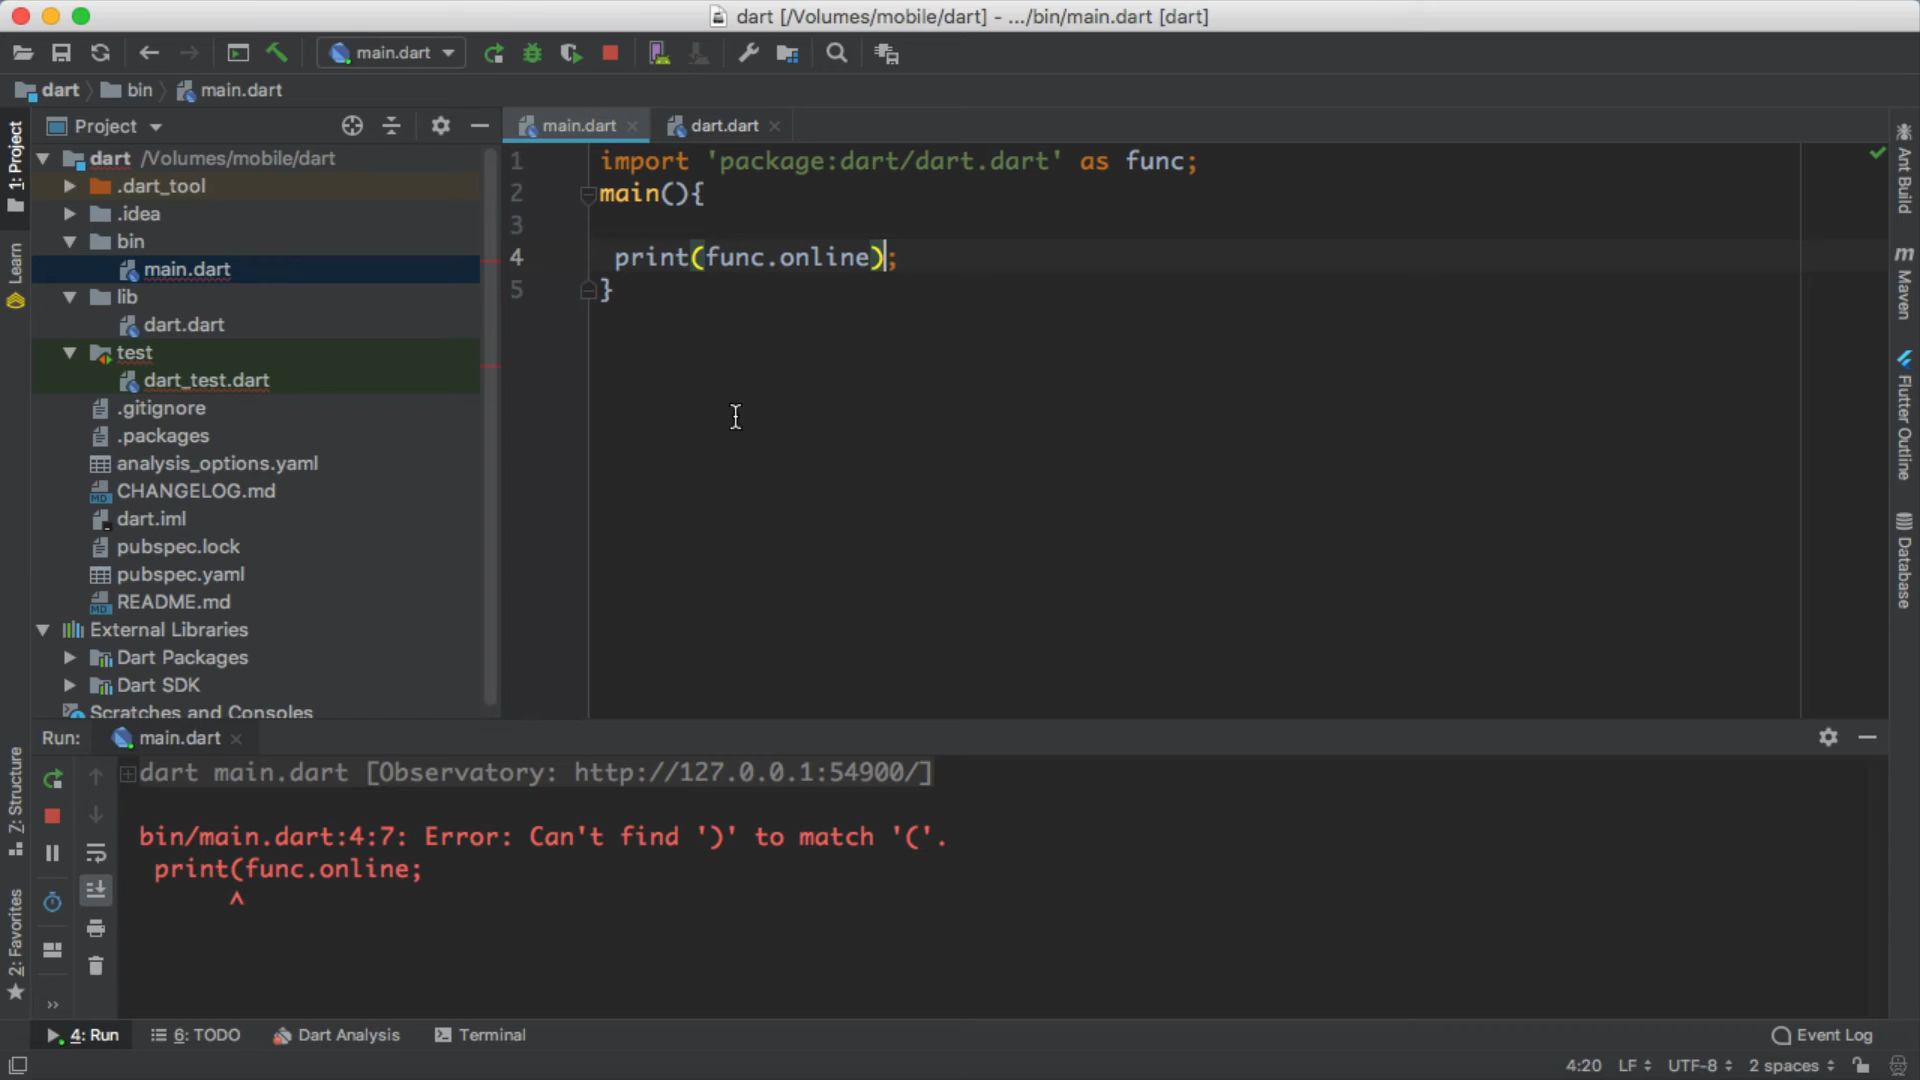 dart [/Volumes/mobile/dart] - .../bin/main.dart [dart]
main.dart
dart
bin
main.dart
1: Project
Learn
Z: Structure
2: Favorites
Project
dart /Volumes/mobile/dart
.dart_tool
.idea
bin
main.dart
lib
dart.dart
test
dart_test.dart
.gitignore
.packages
analysis_options.yaml
MD CHANGELOG.md
dart.iml
pubspec.lock
pubspec.yaml
MD README.md
External Libraries
Dart Packages
Dart SDK
Scratches and Consoles
main.dart
dart.dart
1 import 'package:dart/dart.dart' as func;
2 main(){
3
4 print(func.online);
5 }
Ant Build
m Maven
Flutter Outline
Database
Run: main.dart
dart main.dart [Observatory: http://127.0.0.1:54900/]
bin/main.dart:4:7: Error: Can't find ')' to match '('.
print(func.online;
^
4: Run
6: TODO
Dart Analysis
Terminal
Event Log
4:20 LF UTF-8 2 spaces